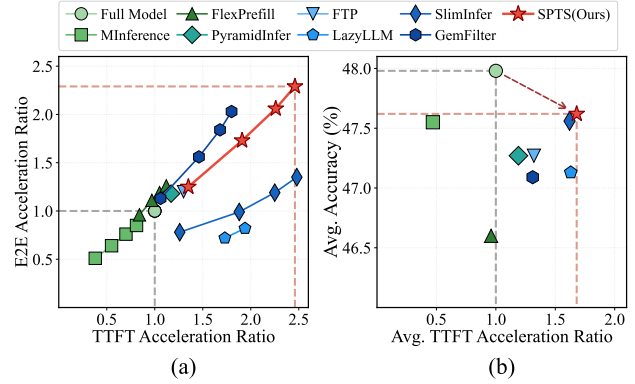 Full Model FlexPrefill FTP SlimInfer SPTS(Ours)
MInference PyramidInfer LazyLLM GemFilter
E2E Acceleration Ratio
2.5
2.0
1.5
1.0
0.5
0.5 1.0 1.5 2.0 2.5
TTFT Acceleration Ratio
(a)
Avg. Accuracy (%)
48.0
47.5
47.0
46.5
0.5 1.0 1.5 2.0
Avg. TTFT Acceleration Ratio
(b)